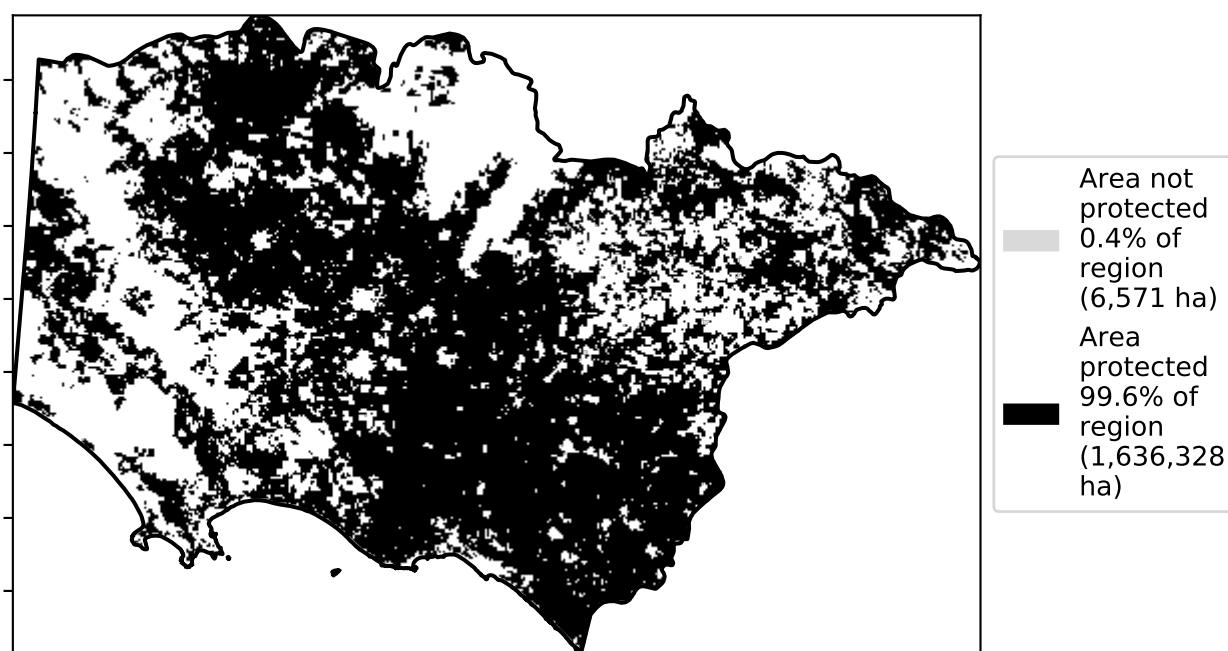 Area not
protected
0.4% of
region
(6,571 ha)
Area
protected
99.6% of
region
(1,636,328
ha)